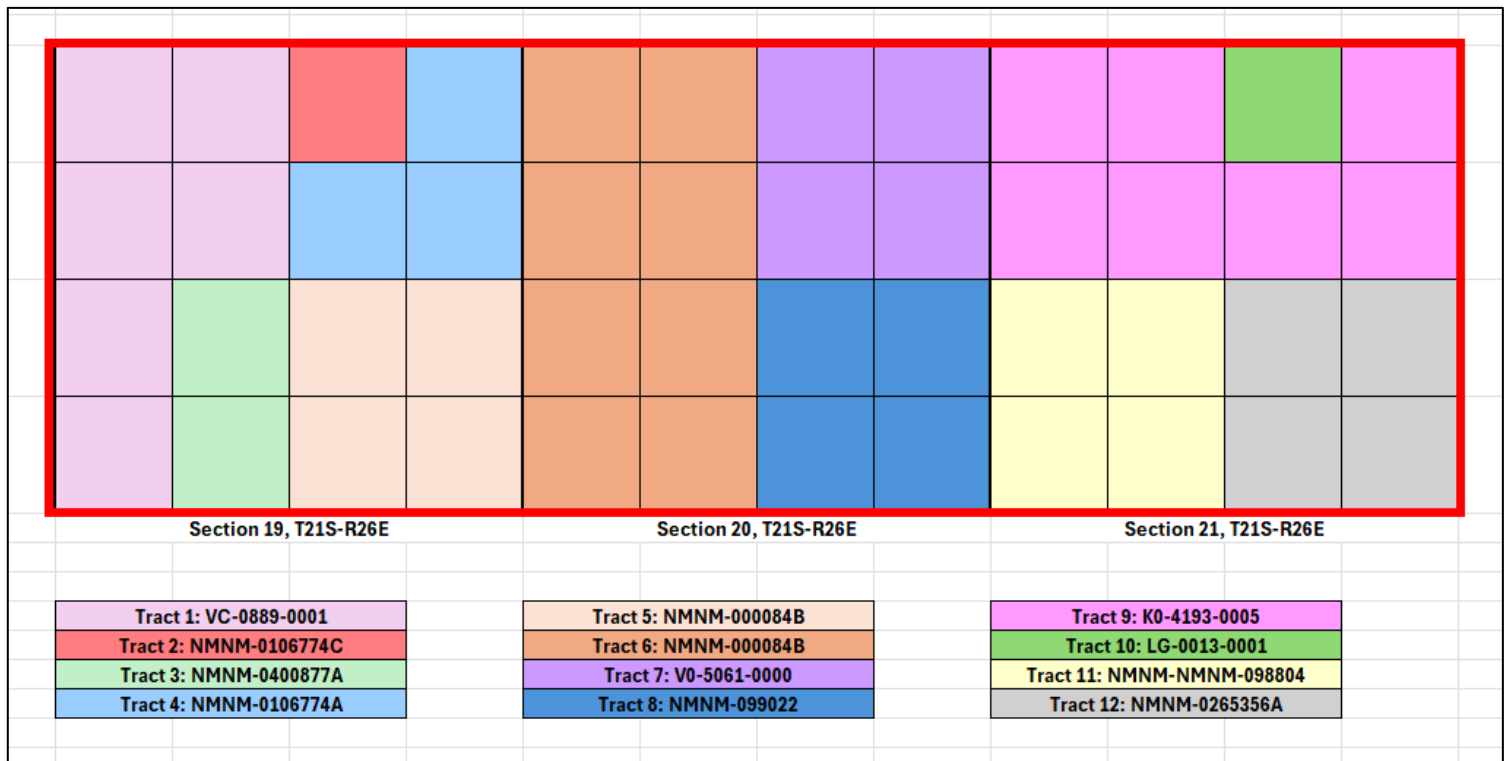 Section 19, T21S-R26E
Section 20, T21S-R26E
Section 21, T21S-R26E
Tract 1: VC-0889-0001
Tract 2: NMNM-0106774C
Tract 3: NMNM-0400877A
Tract 4: NMNM-0106774A
Tract 5: NMNM-000084B
Tract 6: NMNM-000084B
Tract 7: V0-5061-0000
Tract 8: NMNM-099022
Tract 9: K0-4193-0005
Tract 10: LG-0013-0001
Tract 11: NMNM-NMNM-098804
Tract 12: NMNM-0265356A